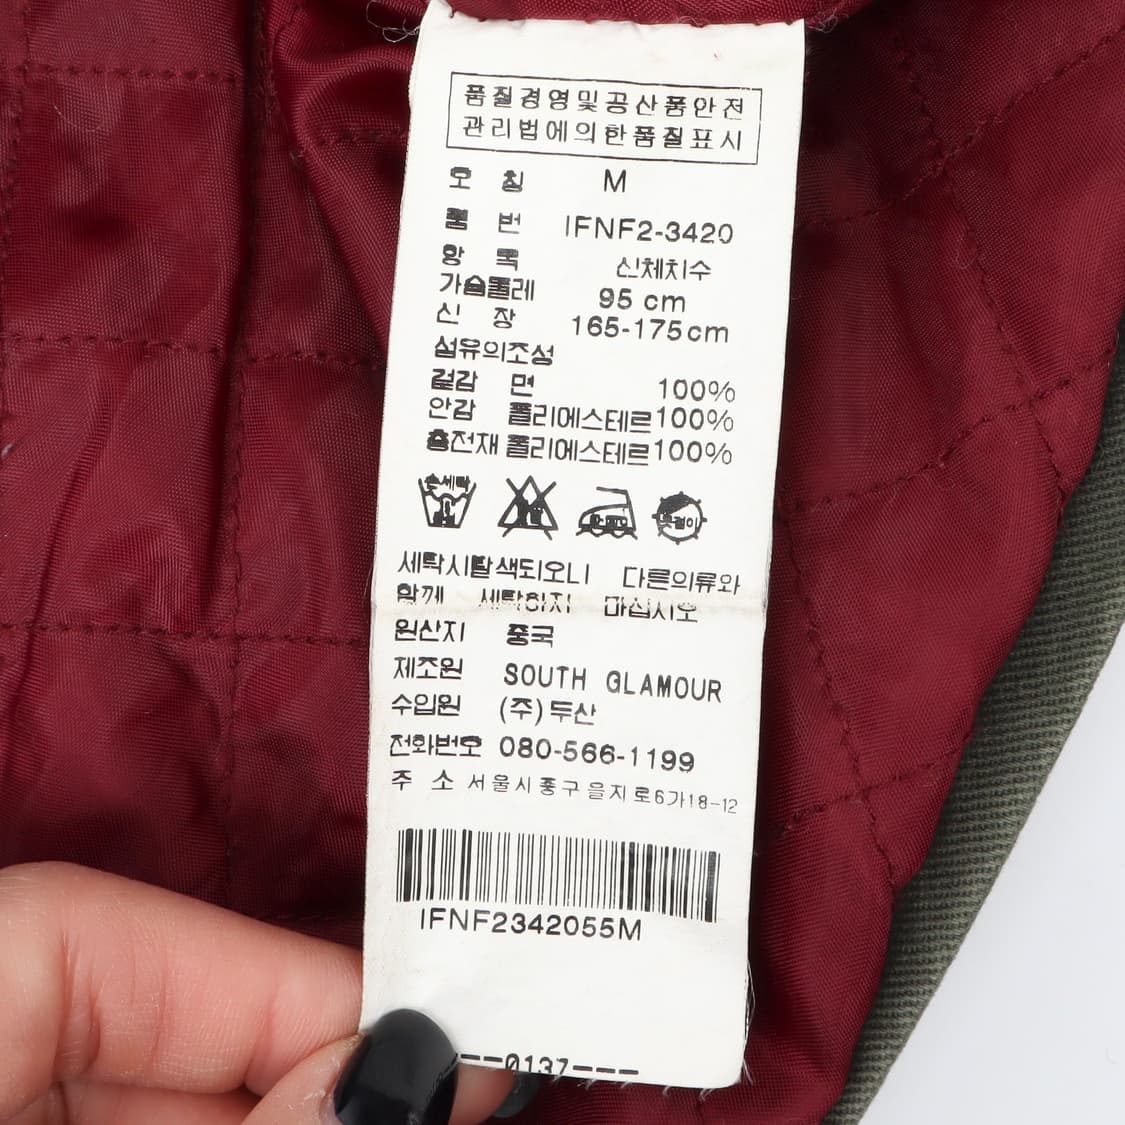 품질경영및공산품안전
관리법에의한품질표시
호칭 M
품번 IFNF2-3420
항목 신체치수
가슴둘레 95 cm
신장 165-175cm
섬유의조성
겉감 면 100%
안감 폴리에스테르 100%
충전재 폴리에스테르 100%
손세탁
세탁시탈색되오니 다른의류와
함께 세탁하지 마십시오
원산지 중국
제조원 SOUTH GLAMOUR
수입원 (주)두산
전화번호 080-566-1199
주소 서울시중구을지로6가18-12
IFNF2342055M
--0137---